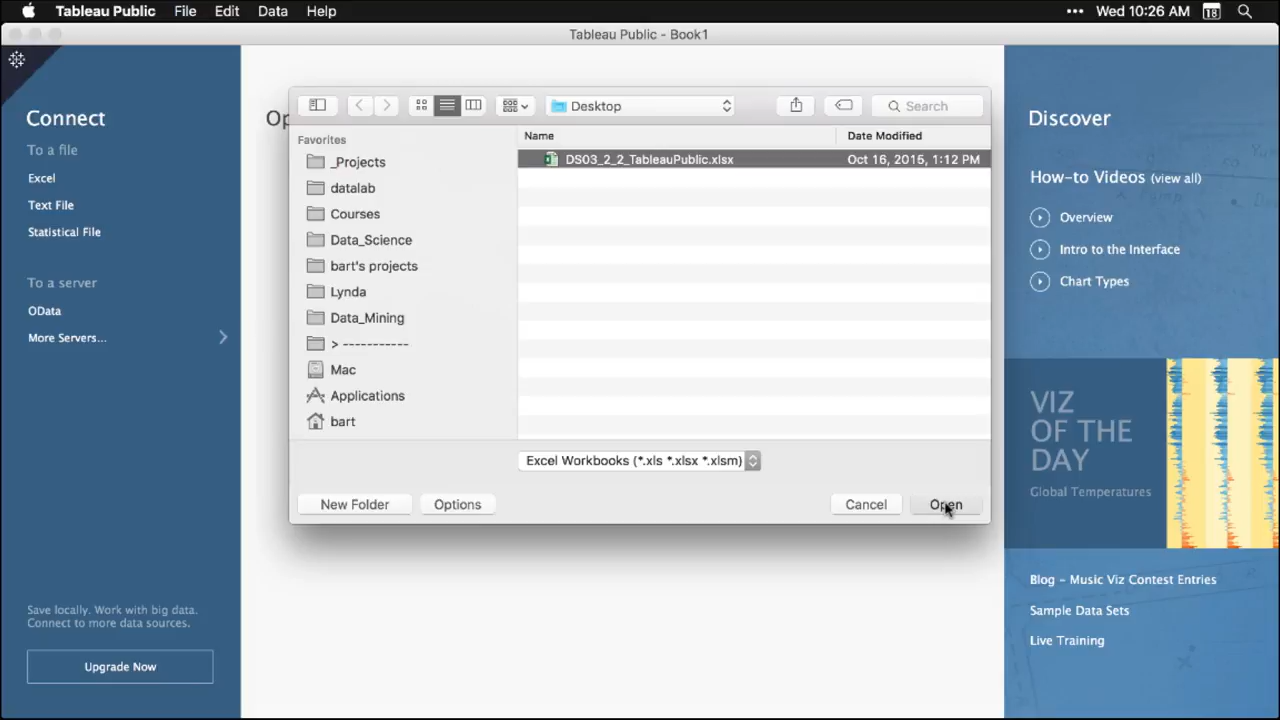 Tableau Public File Edit Data Help
Wed 10:26 AM 18
Tableau Public - Book1
Connect
To a file
Excel
Text File
Statistical File
To a server
OData
More Servers...
Save locally. Work with big data.
Connect to more data sources.
Upgrade Now
Op
Desktop
Search
Favorites
_Projects
datalab
Courses
Data_Science
bart's projects
Lynda
Data_Mining
> -----------
Mac
Applications
bart
Name Date Modified
DS03_2_2_TableauPublic.xlsx Oct 16, 2015, 1:12 PM
Excel Workbooks (*.xls *.xlsx *.xlsm)
New Folder Options Cancel Open
Discover
How-to Videos (view all)
Overview
Intro to the Interface
Chart Types
VIZ
OF THE
DAY
Global Temperatures
Blog - Music Viz Contest Entries
Sample Data Sets
Live Training